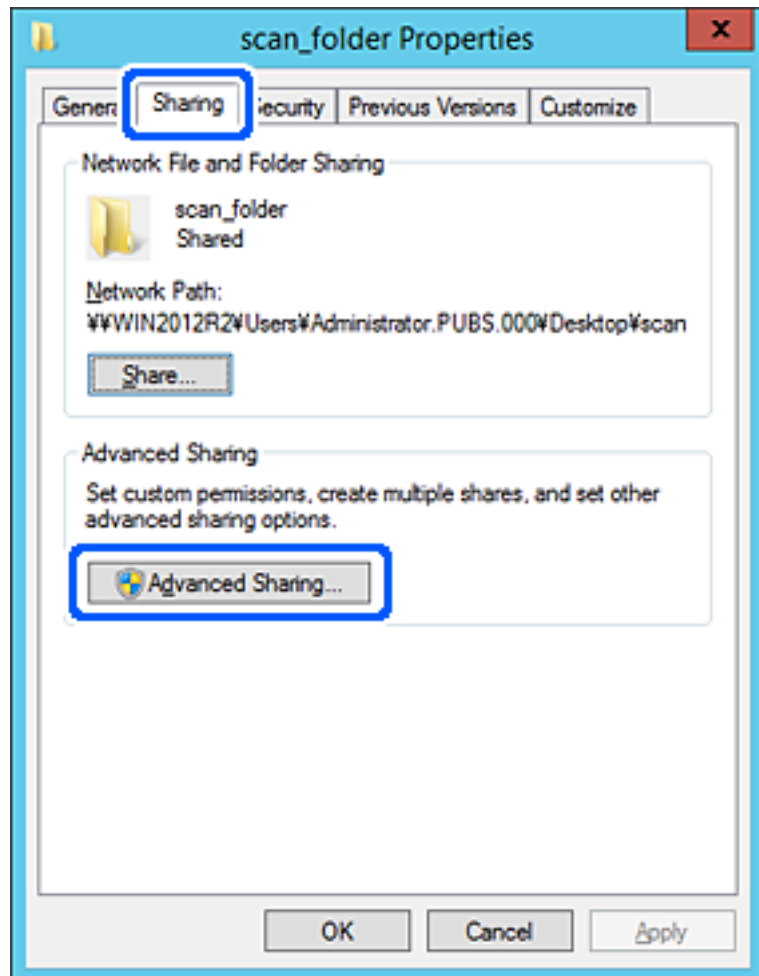 scan_folder Properties
x
General Sharing Security Previous Versions Customize
Network File and Folder Sharing
scan_folder
Shared
Network Path:
¥¥WIN2012R2¥Users¥Administrator.PUBS.000¥Desktop¥scan
Share...
Advanced Sharing
Set custom permissions, create multiple shares, and set other
advanced sharing options.
Advanced Sharing...
OK Cancel Apply